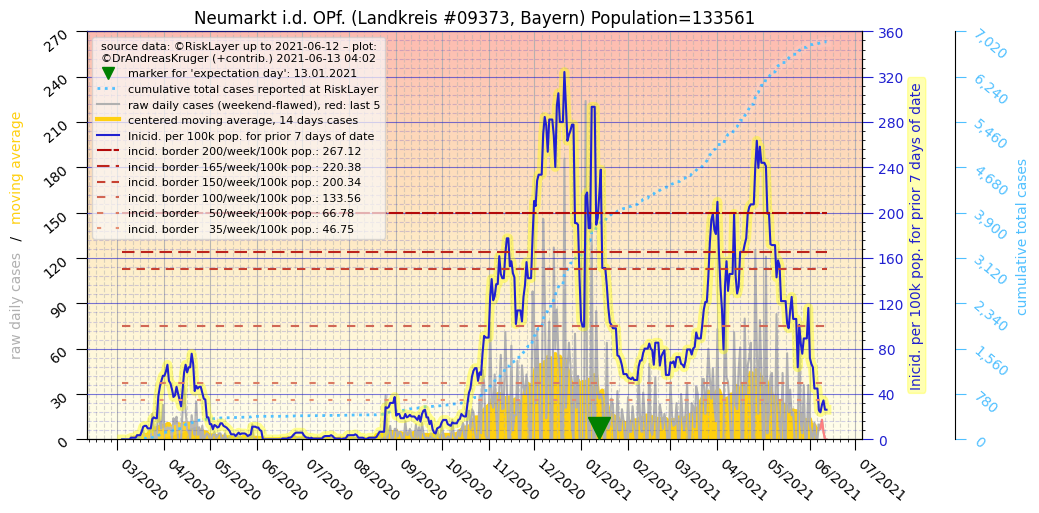 Neumarkt i.d. OPf. (Landkreis #09373, Bayern) Population=133561
source data: ©RiskLayer up to 2021-06-12 – plot:
©DrAndreasKruger (+contrib.) 2021-06-13 04:02
marker for 'expectation day': 13.01.2021
cumulative total cases reported at RiskLayer
raw daily cases (weekend-flawed), red: last 5
centered moving average, 14 days cases
Inicid. per 100k pop. for prior 7 days of date
incid. border 200/week/100k pop.: 267.12
incid. border 165/week/100k pop.: 220.38
incid. border 150/week/100k pop.: 200.34
incid. border 100/week/100k pop.: 133.56
incid. border   50/week/100k pop.: 66.78
incid. border   35/week/100k pop.: 46.75
raw daily cases   /   moving average
270
240
210
180
150
120
90
60
30
0
360
320
280
240
200
160
120
80
40
0
Inicid. per 100k pop. for prior 7 days of date
7,020
6,240
5,460
4,680
3,900
3,120
2,340
1,560
780
0
cumulative total cases
03/2020
04/2020
05/2020
06/2020
07/2020
08/2020
09/2020
10/2020
11/2020
12/2020
01/2021
02/2021
03/2021
04/2021
05/2021
06/2021
07/2021